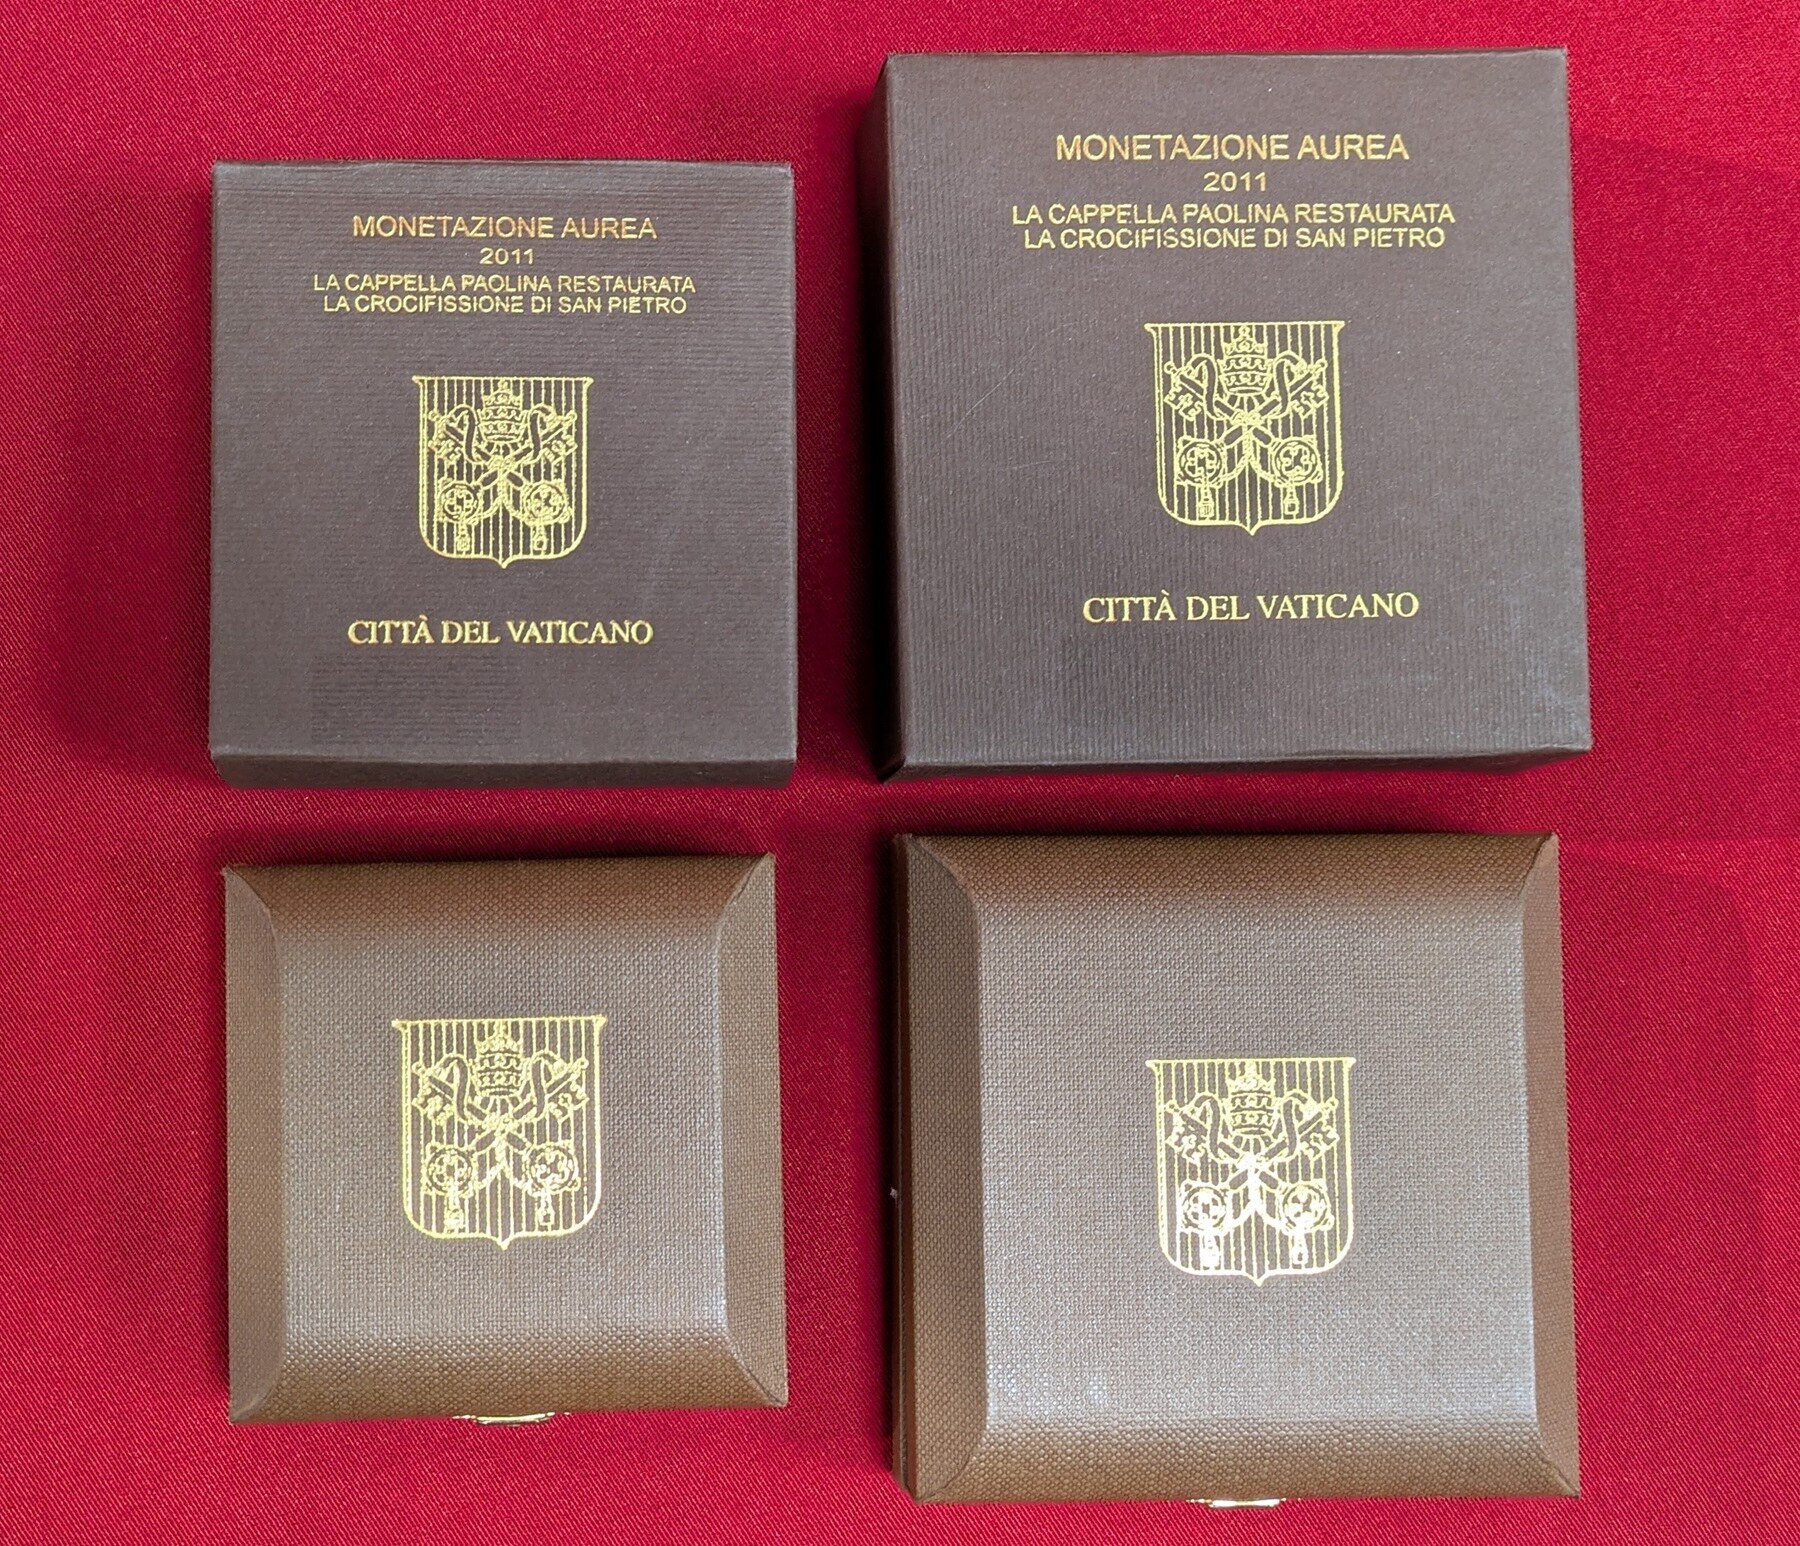 MONETAZIONE AUREA
2011
LA CAPPELLA PAOLINA RESTAURATA
LA CROCIFISSIONE DI SAN PIETRO
CITTÀ DEL VATICANO
MONETAZIONE AUREA
2011
LA CAPPELLA PAOLINA RESTAURATA
LA CROCIFISSIONE DI SAN PIETRO
CITTÀ DEL VATICANO